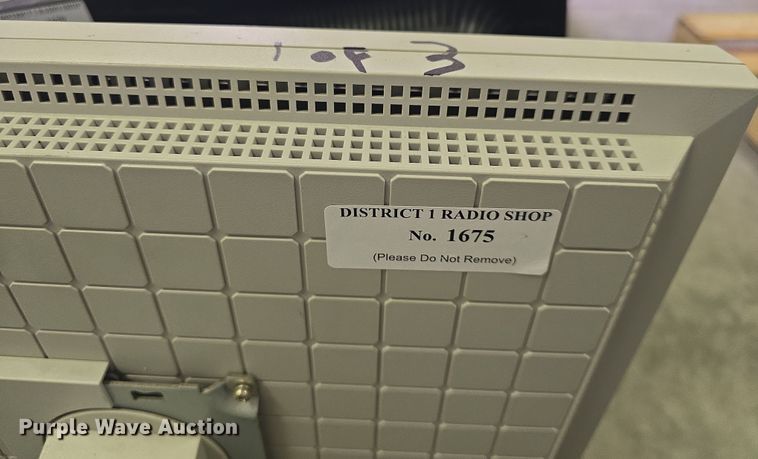 1 OF 3
DISTRICT 1 RADIO SHOP
No. 1675
(Please Do Not Remove)
Purple Wave Auction